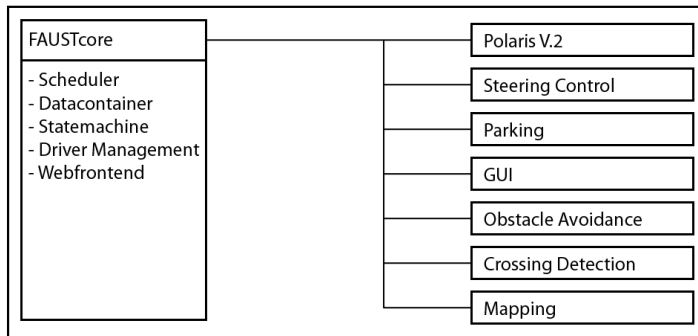 FAUSTcore
- Scheduler
- Datacontainer
- Statemachine
- Driver Management
- Webfrontend
Polaris V.2
Steering Control
Parking
GUI
Obstacle Avoidance
Crossing Detection
Mapping